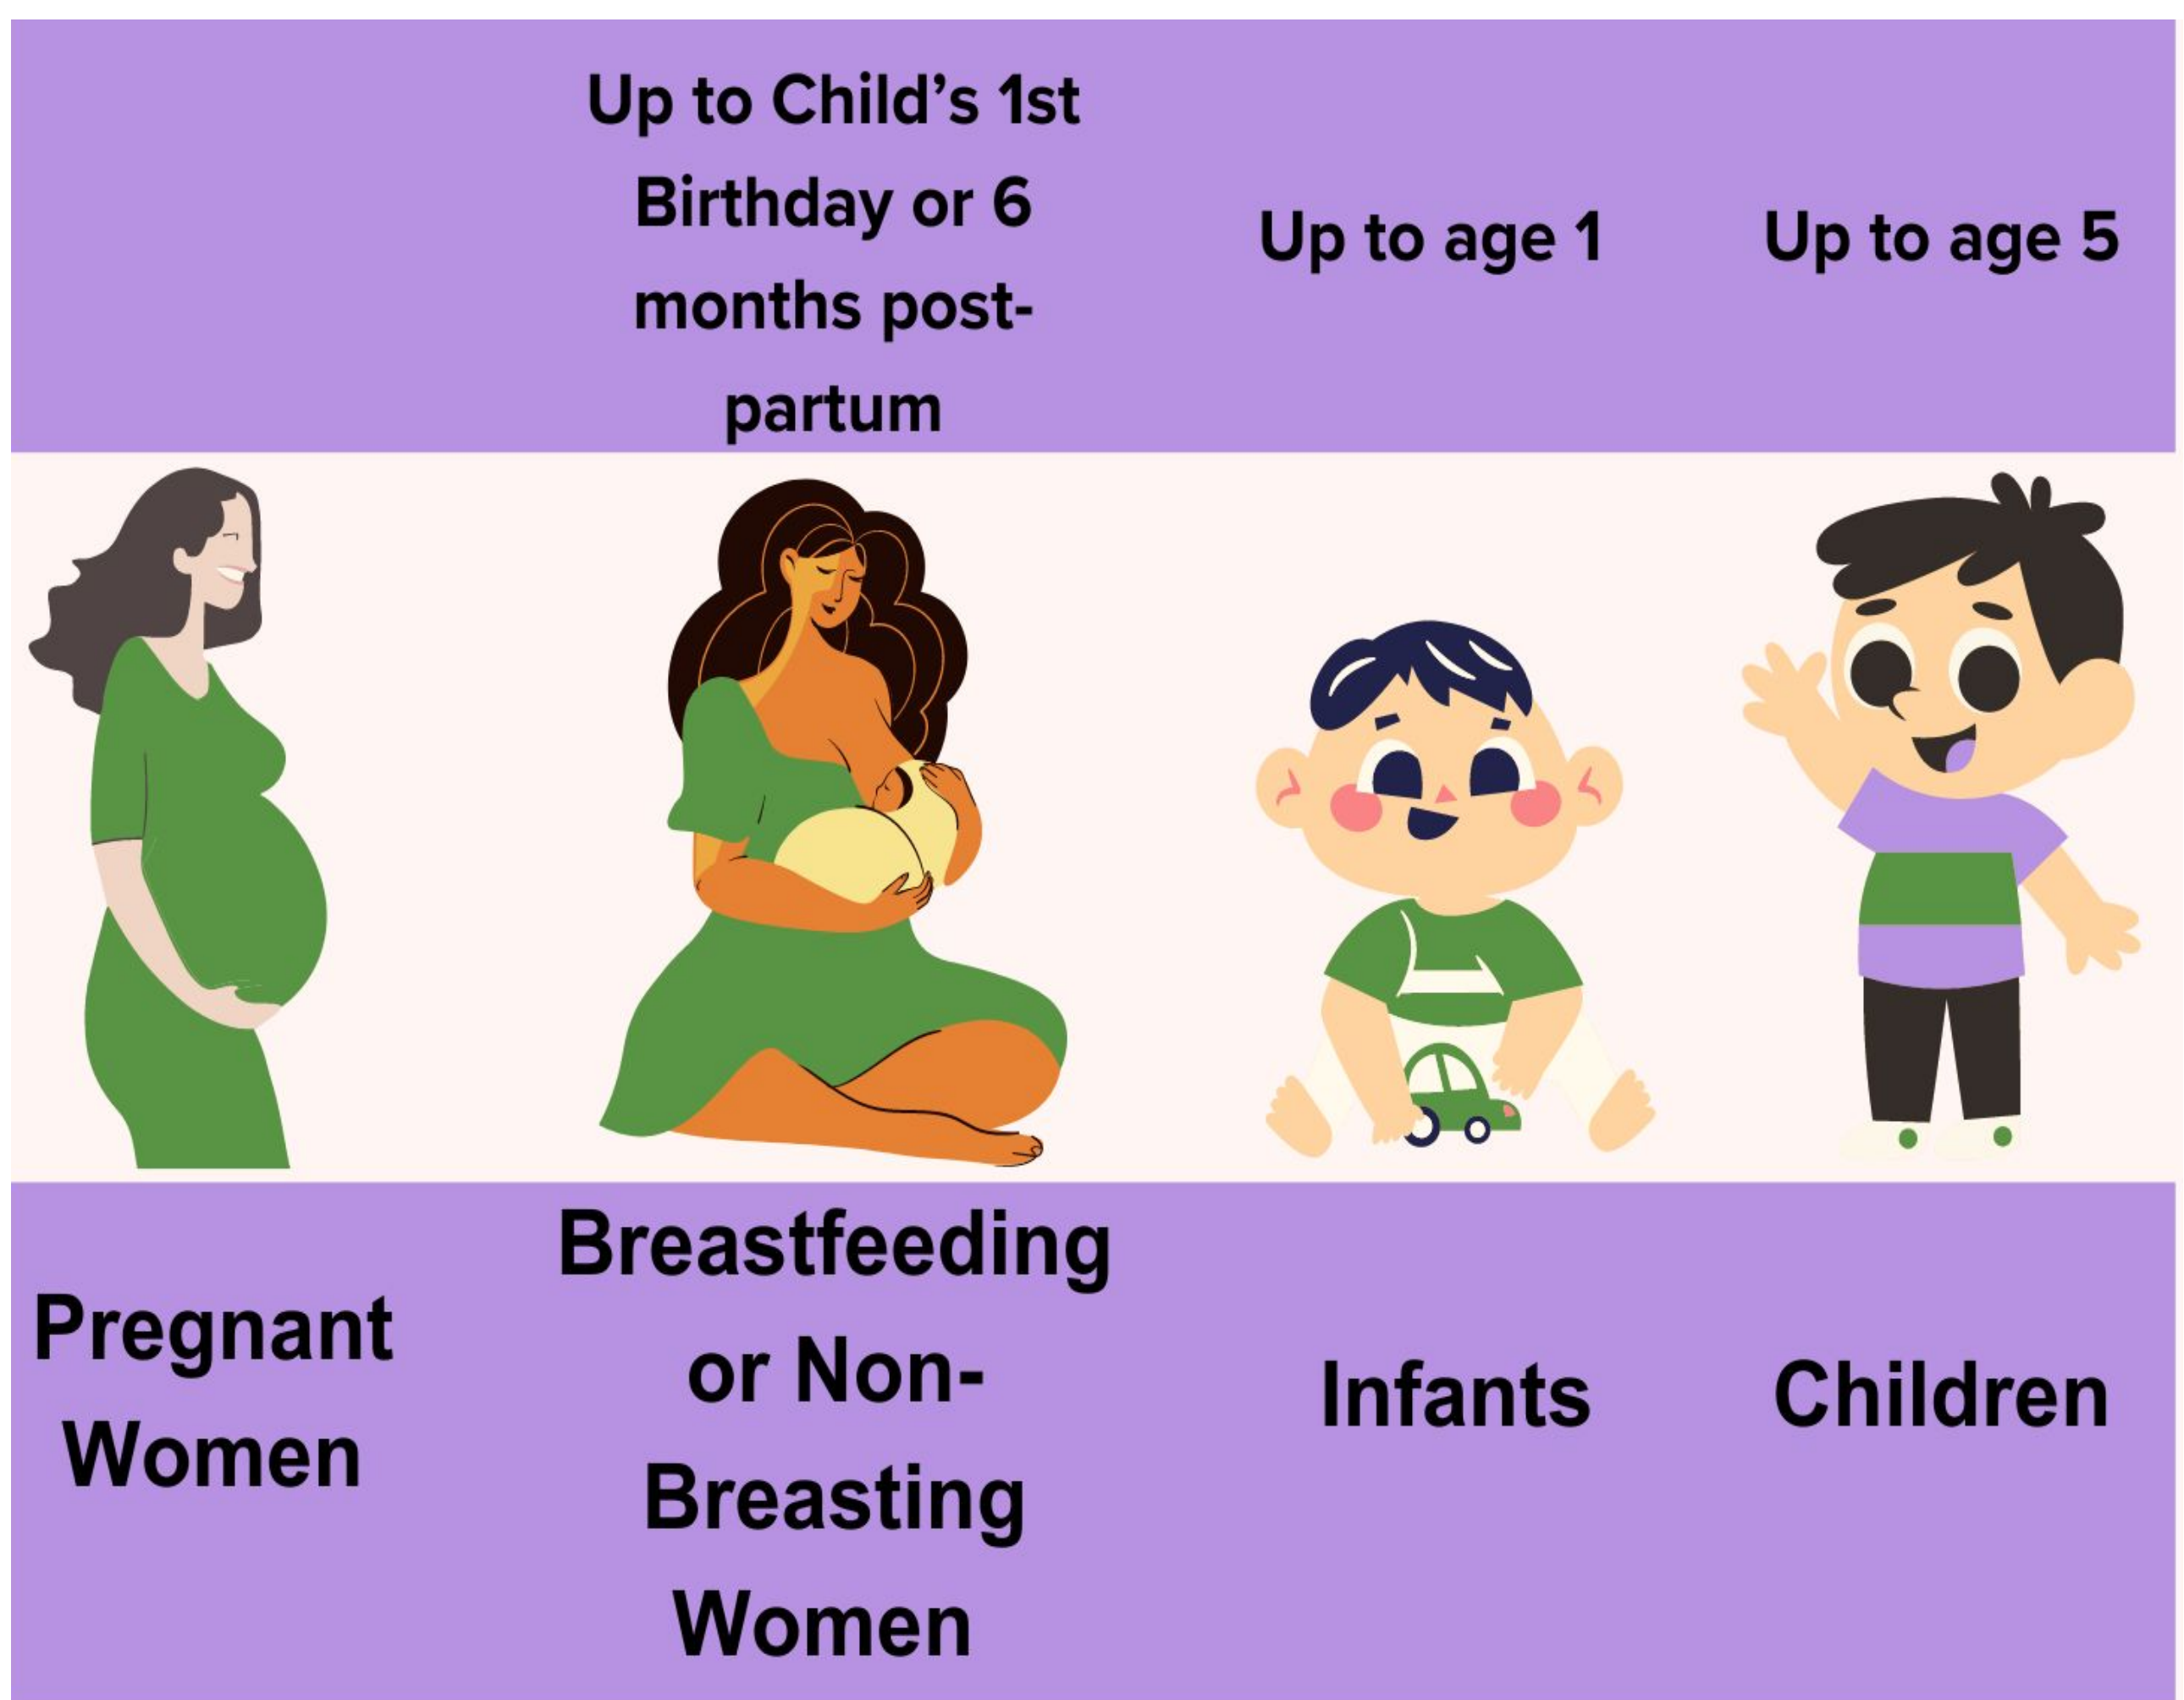 Up to Child’s 1st
Birthday or 6
months post-
partum
Up to age 1
Up to age 5
Pregnant
Women
Breastfeeding
or Non-
Breasting
Women
Infants
Children